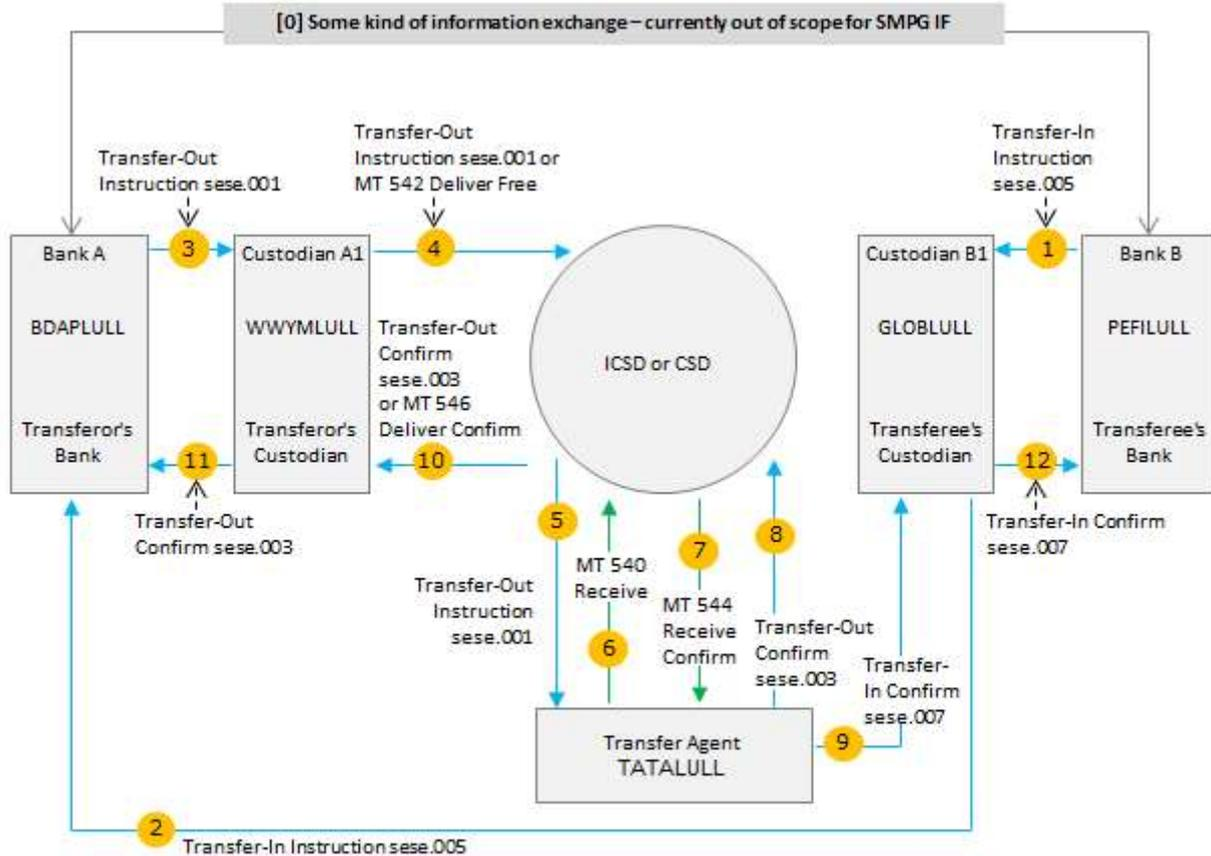 [0] Some kind of information exchange – currently out of scope for SMPG IF
Transfer-Out
Instruction sese.001
Transfer-Out
Instruction sese.001 or
MT 542 Deliver Free
Transfer-In
Instruction
sese.005
Bank A
3
Custodian A1
4
Custodian B1
1
Bank B
BDAPLULL
WWYMLULL
ICSD or CSD
GLOBLULL
PEFILULL
Transfer-Out
Confirm
sese.003
or MT 546
Deliver Confirm
Transferor's
Bank
11
Transferor's
Custodian
10
Transferee's
Custodian
12
Transferee's
Bank
Transfer-Out
Confirm sese.003
Transfer-In Confirm
sese.007
5
Transfer-Out
Instruction
sese.001
MT 540
Receive
6
7
MT 544
Receive
Confirm
8
Transfer-Out
Confirm
sese.003
Transfer-
In Confirm
sese.007
Transfer Agent
TATALULL
9
2
Transfer-In Instruction sese.005